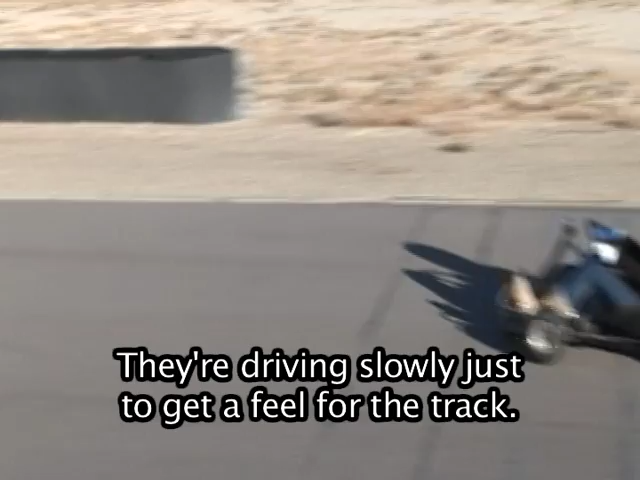 They're driving slowly just
to get a feel for the track.